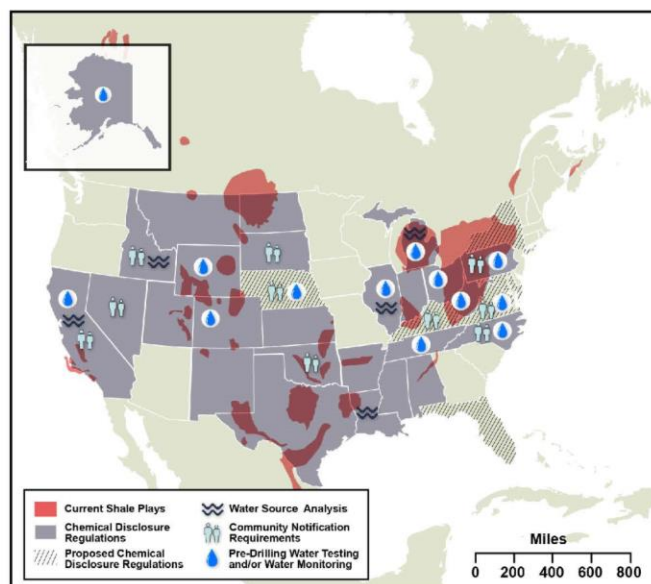 Current Shale Plays
Chemical Disclosure
Regulations
Proposed Chemical
Disclosure Regulations
Water Source Analysis
Community Notification
Requirements
Pre-Drilling Water Testing
and/or Water Monitoring
Miles
0 200 400 600 800